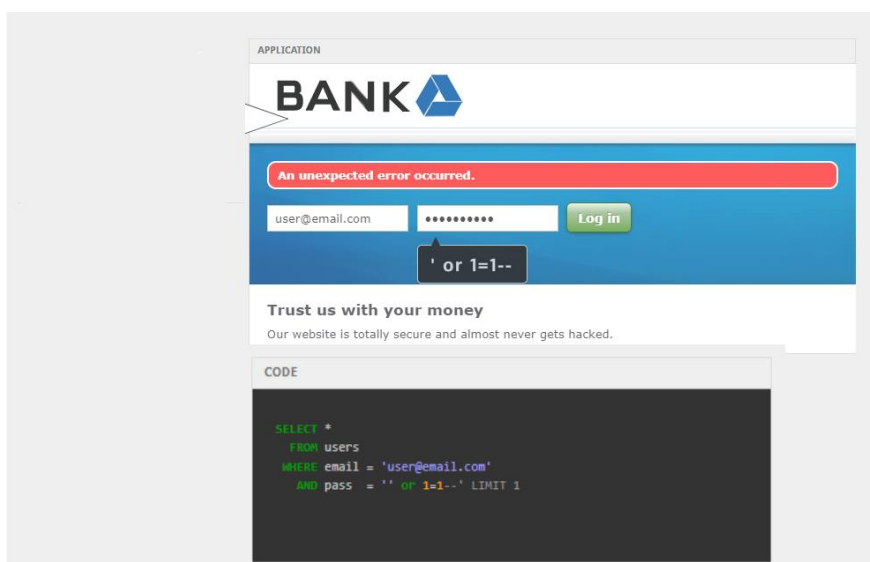 APPLICATION
BANK
An unexpected error occurred.
user@email.com •••••••••• Log in
' or 1=1--
Trust us with your money
Our website is totally secure and almost never gets hacked.
CODE
SELECT *
FROM users
WHERE email = 'user@email.com'
AND pass = '' or 1=1--' LIMIT 1